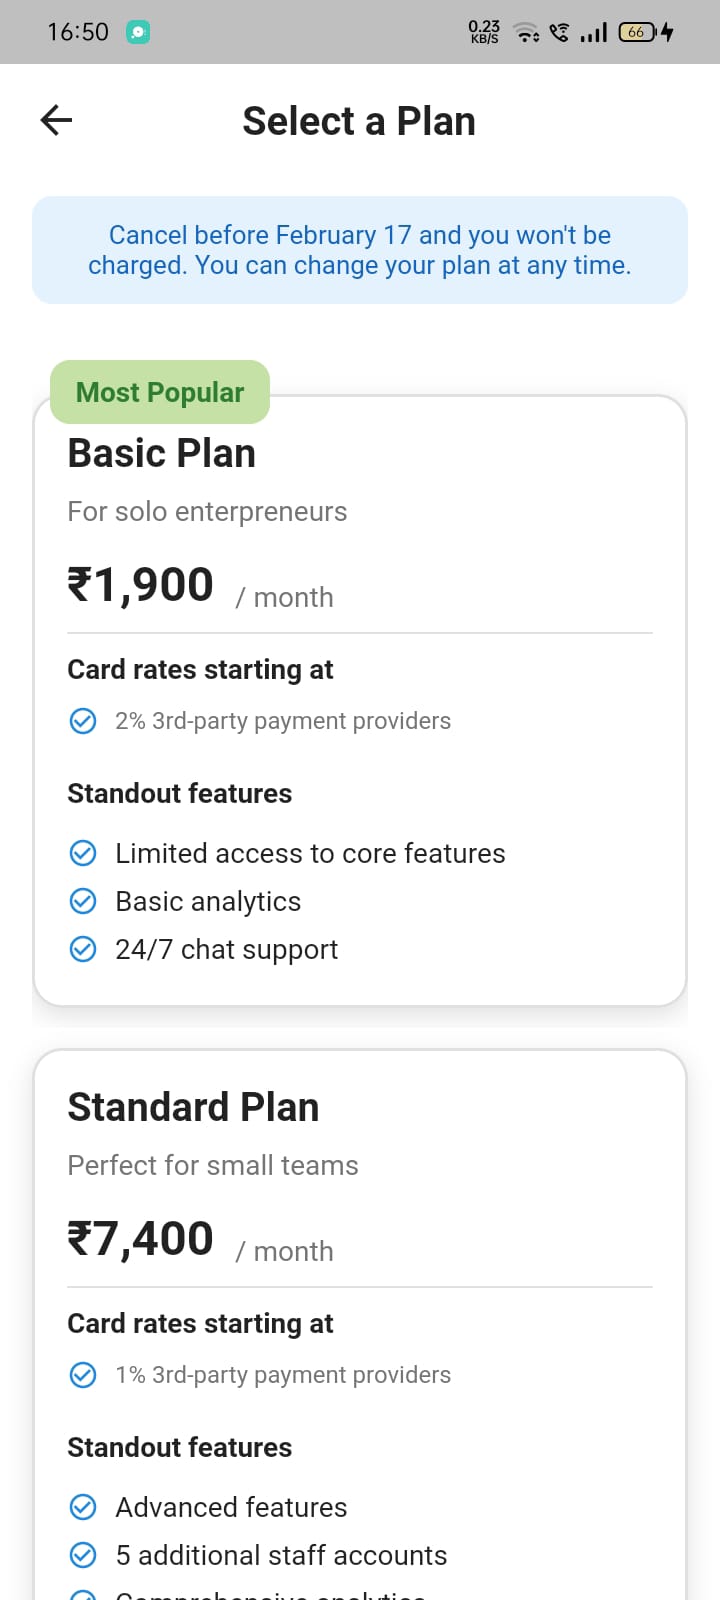 16:50
0.23
KB/S
66
Select a Plan
Cancel before February 17 and you won't be
charged. You can change your plan at any time.
Most Popular
Basic Plan
For solo enterpreneurs
₹1,900 / month
Card rates starting at
2% 3rd-party payment providers
Standout features
Limited access to core features
Basic analytics
24/7 chat support
Standard Plan
Perfect for small teams
₹7,400 / month
Card rates starting at
1% 3rd-party payment providers
Standout features
Advanced features
5 additional staff accounts
Comprehensive analytics